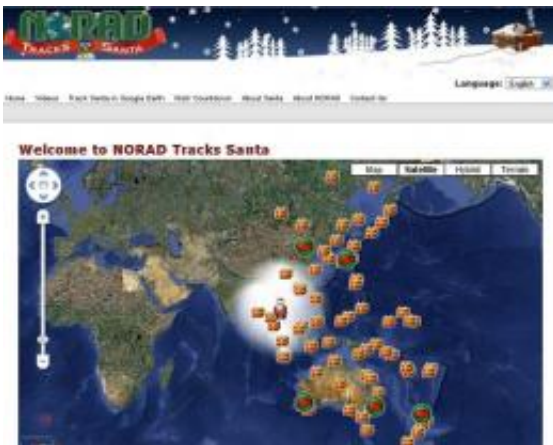 NORAD
TRACKS SANTA
Language: English
Home Videos Track Santa in Google Earth Visit Countdown About Santa About NORAD Contact Us
Welcome to NORAD Tracks Santa
Map Satellite Hybrid Terrain